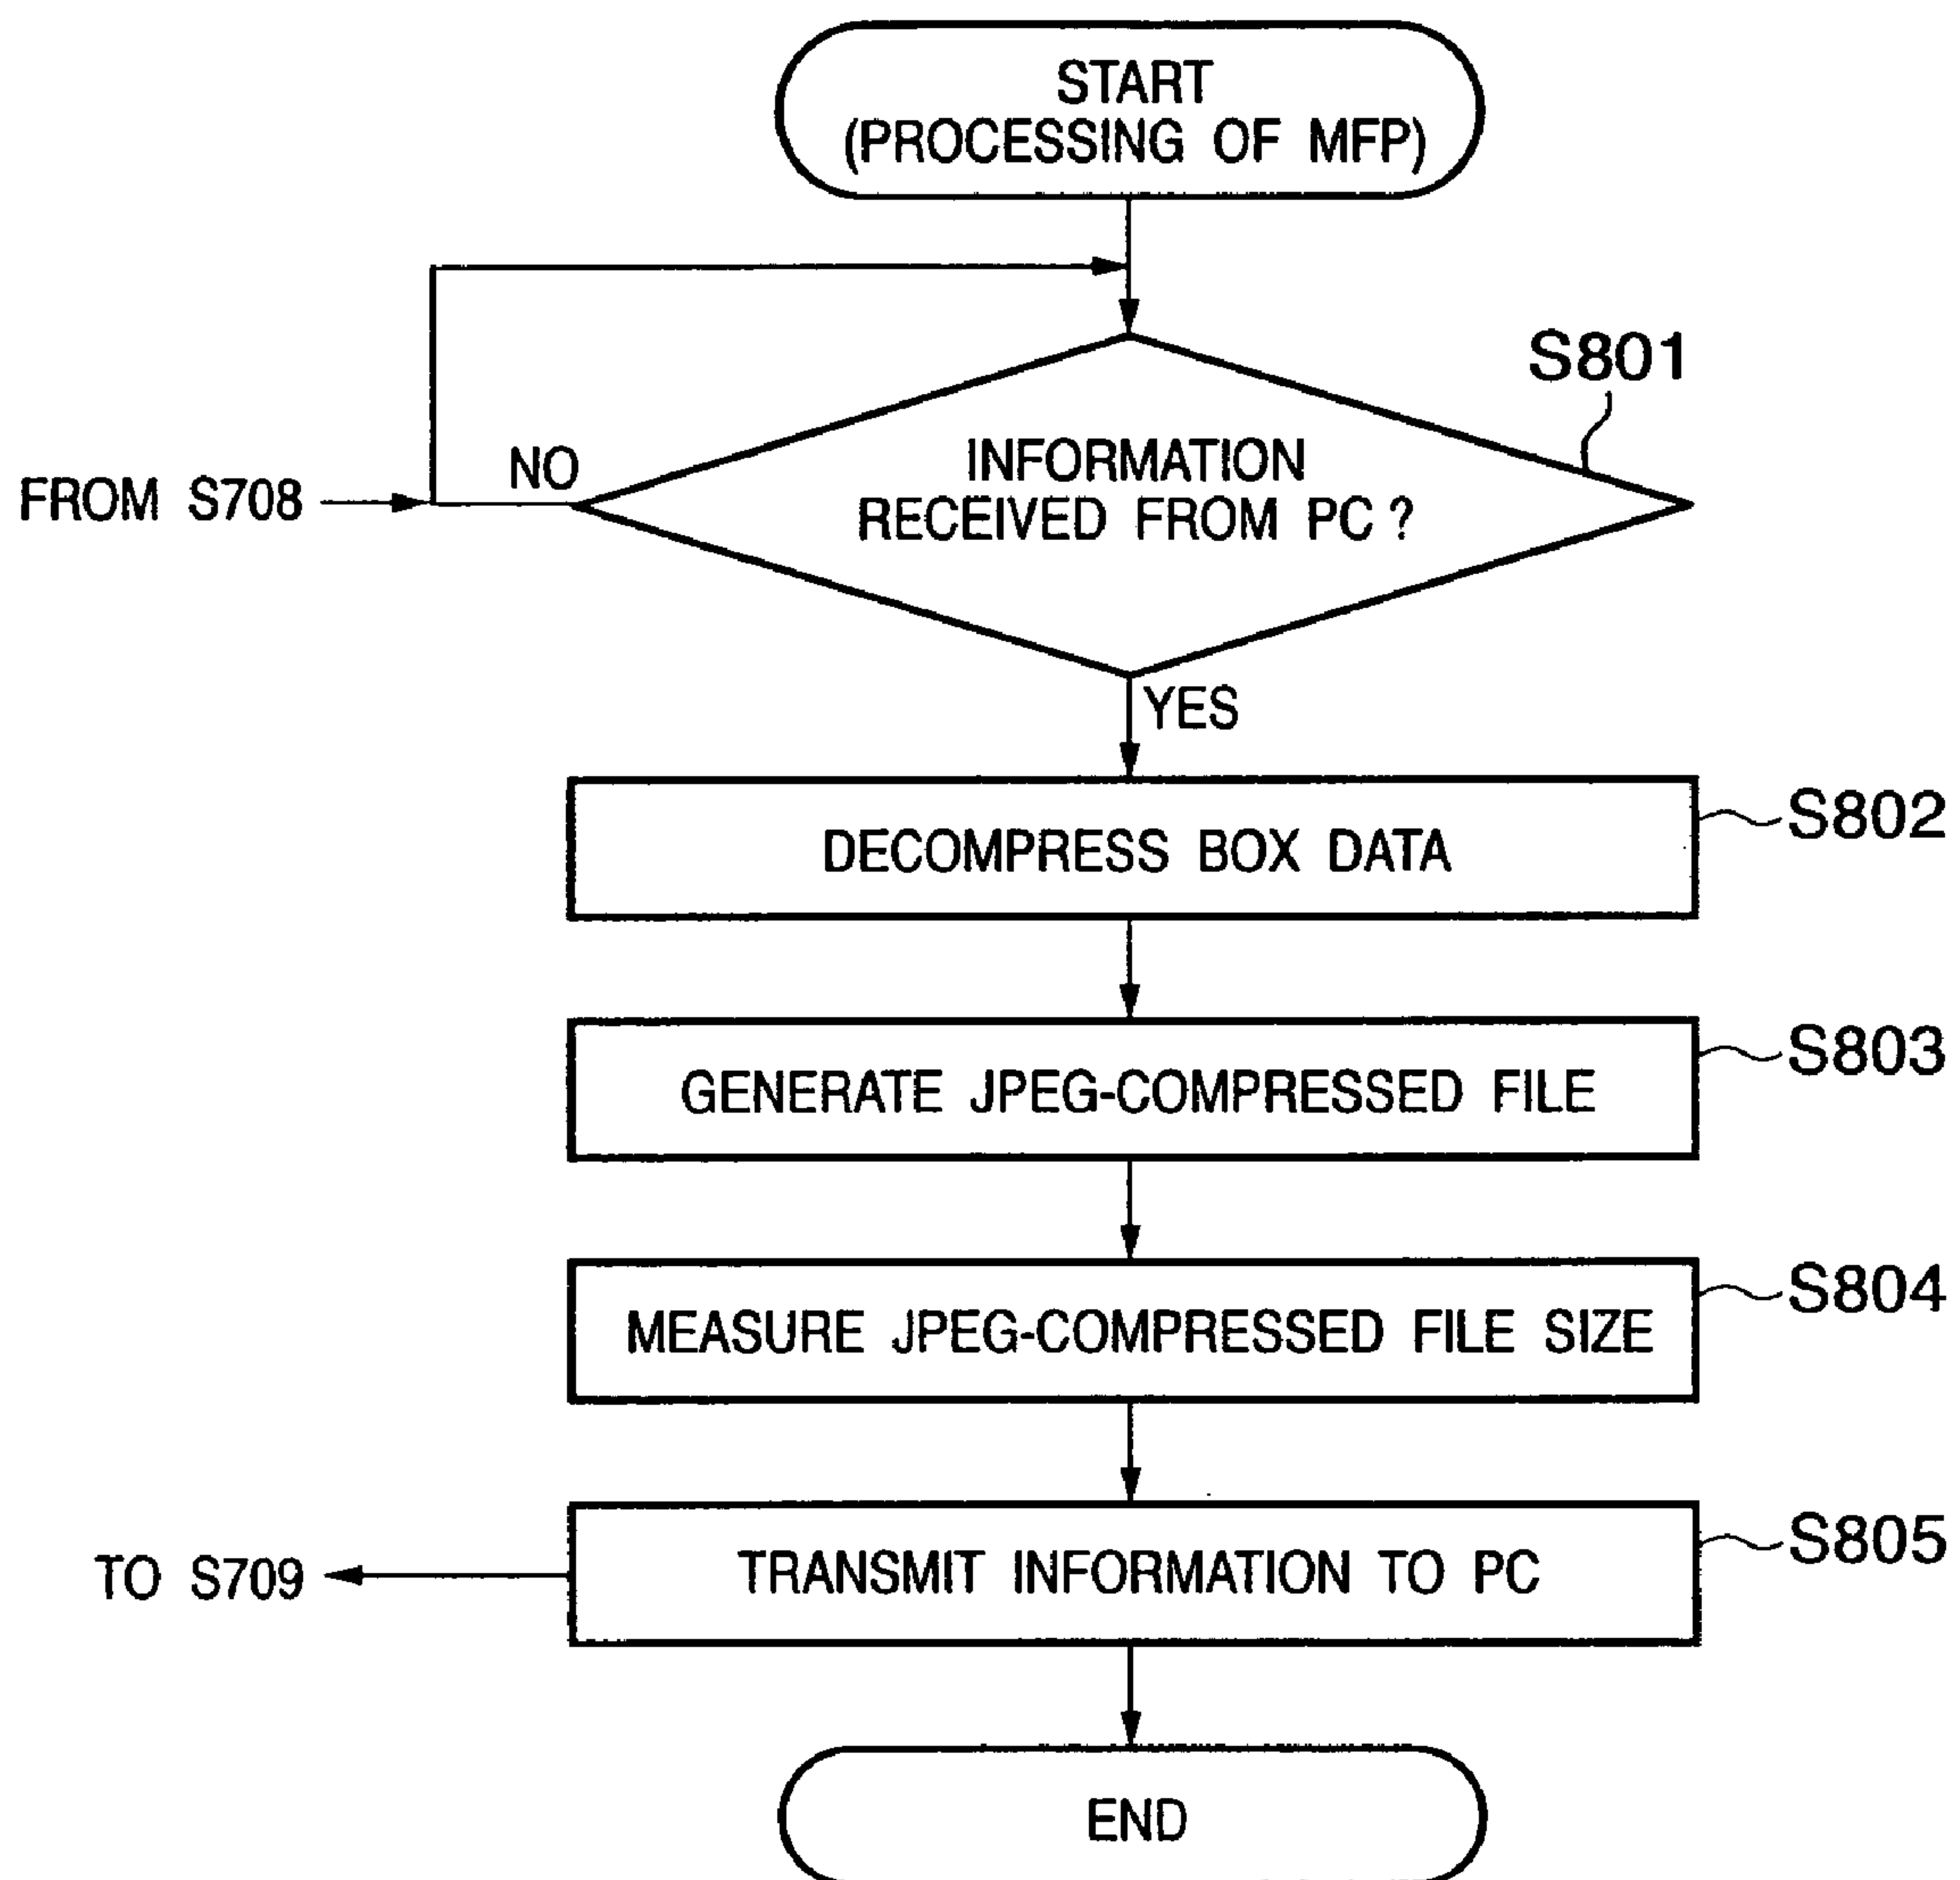 START
(PROCESSING OF MFP)
S801
INFORMATION
RECEIVED FROM PC ?
NO
FROM S708
YES
DECOMPRESS BOX DATA
S802
GENERATE JPEG-COMPRESSED FILE
S803
MEASURE JPEG-COMPRESSED FILE SIZE
S804
TRANSMIT INFORMATION TO PC
S805
TO S709
END